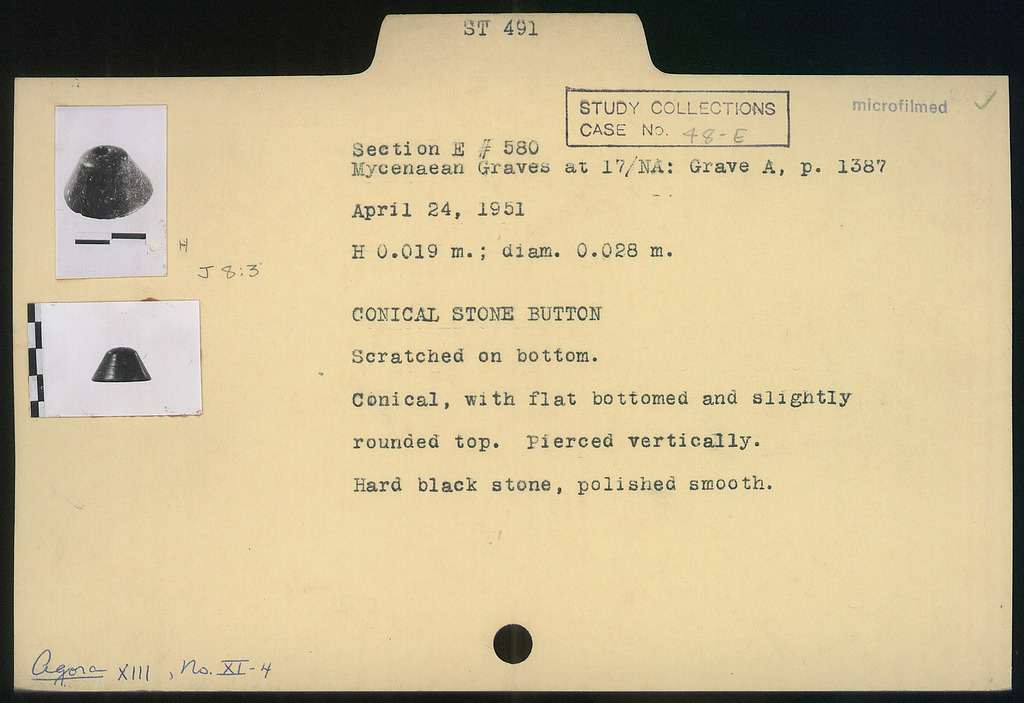 ST 491
STUDY COLLECTIONS
CASE No. 48-E
microfilmed
Section E # 580
Mycenaean Graves at 17/NA: Grave A, p. 1387
April 24, 1951
H 0.019 m.; diam. 0.028 m.
H
J 8:3
CONICAL STONE BUTTON
Scratched on bottom.
Conical, with flat bottomed and slightly
rounded top. Pierced vertically.
Hard black stone, polished smooth.
Agora XIII, No. XI-4